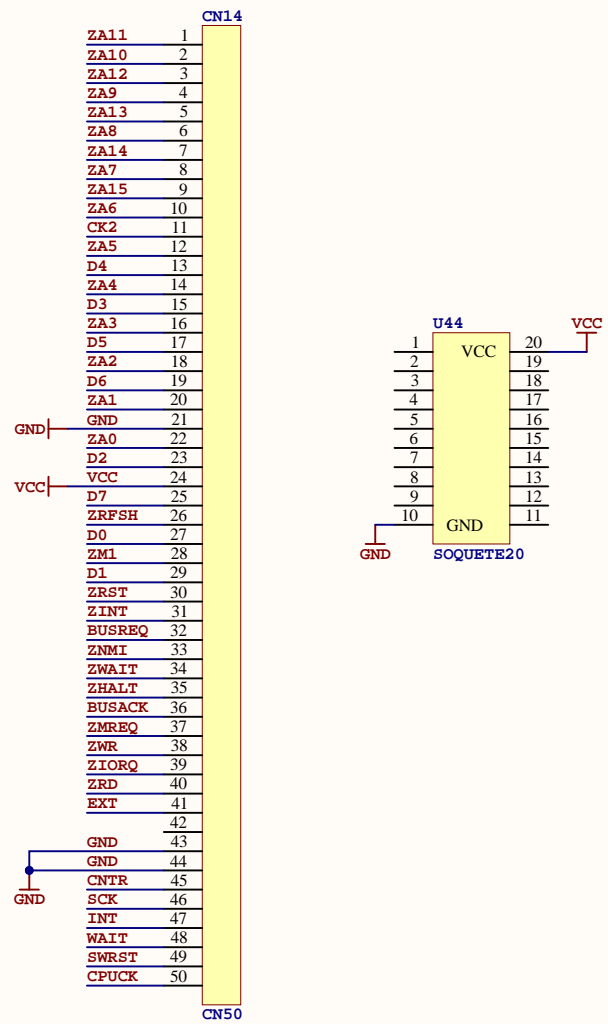 CN14
ZA11 1
ZA10 2
ZA12 3
ZA9 4
ZA13 5
ZA8 6
ZA14 7
ZA7 8
ZA15 9
ZA6 10
CK2 11
ZA5 12
D4 13
ZA4 14
D3 15
ZA3 16
D5 17
ZA2 18
D6 19
ZA1 20
GND GND 21
ZA0 22
D2 23
VCC VCC 24
D7 25
ZRFSH 26
D0 27
ZM1 28
D1 29
ZRST 30
ZINT 31
BUSREQ 32
ZNMI 33
ZWAIT 34
ZHALT 35
BUSACK 36
ZMREQ 37
ZWR 38
ZIORQ 39
ZRD 40
EXT 41
42
GND 43
GND 44
CNTR 45
GND
SCK 46
INT 47
WAIT 48
SWRST 49
CPUCK 50
CN50
U44 VCC
1 VCC 20
2 19
3 18
4 17
5 16
6 15
7 14
8 13
9 12
10 GND 11
GND SOQUETE20